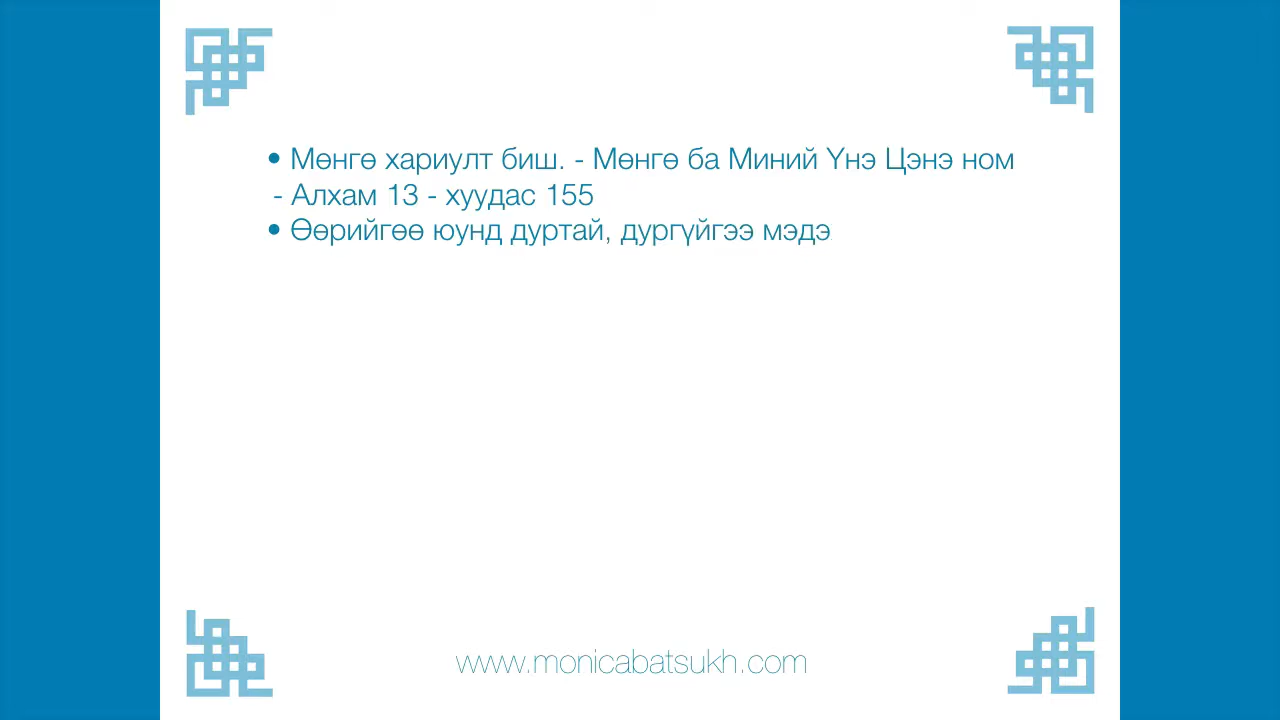 • Мөнгө хариулт биш. - Мөнгө ба Миний Үнэ Цэнэ ном
- Алхам 13 - хуудас 155
• Өөрийгөө юунд дуртай, дургүйгээ мэдэ
www.monicabatsukh.com